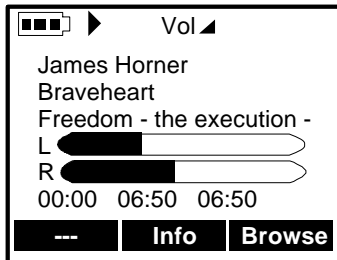 Vol
James Horner
Braveheart
Freedom - the execution -
L
R
00:00 06:50 06:50
--- Info Browse